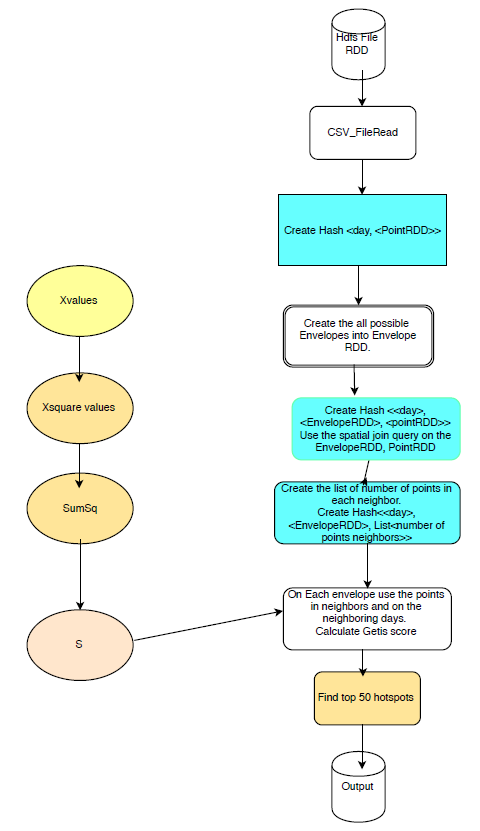 Hdfs File
RDD
CSV_FileRead
Create Hash <day, <PointRDD>>
Create the all possible
Envelopes into Envelope
RDD.
Create Hash <<day>,
<EnvelopeRDD>, <pointRDD>>
Use the spatial join query on the
EnvelopeRDD, PointRDD
Create the list of number of points in
each neighbor.
Create Hash<<day>,
<EnvelopeRDD>, List<number of
points neighbors>>
On Each envelope use the points
in neighbors and on the
neighboring days.
Calculate Getis score
Find top 50 hotspots
Output
Xvalues
Xsquare values
SumSq
S